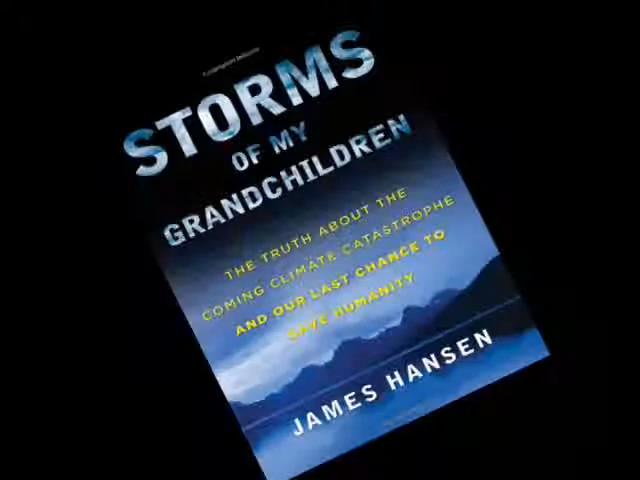 STORMS
OF MY
GRANDCHILDREN
THE TRUTH ABOUT THE
COMING CLIMATE CATASTROPHE
AND OUR LAST CHANCE TO
SAVE HUMANITY
JAMES HANSEN